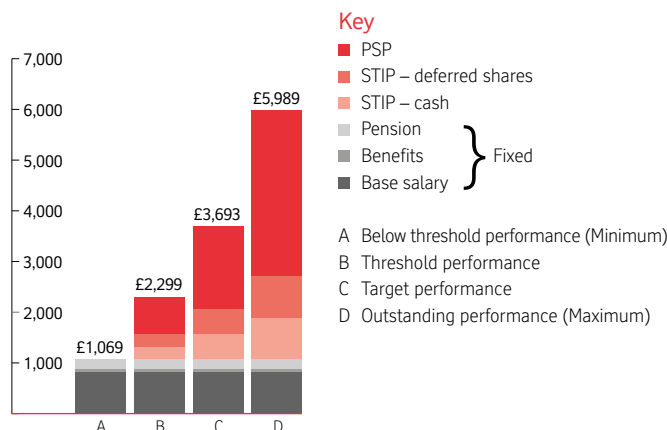 7,000
6,000
5,000
4,000
3,000
2,000
1,000
£1,069
£2,299
£3,693
£5,989
A
B
C
D
Key
PSP
STIP – deferred shares
STIP – cash
Pension
Benefits
Base salary
Fixed
A Below threshold performance (Minimum)
B Threshold performance
C Target performance
D Outstanding performance (Maximum)